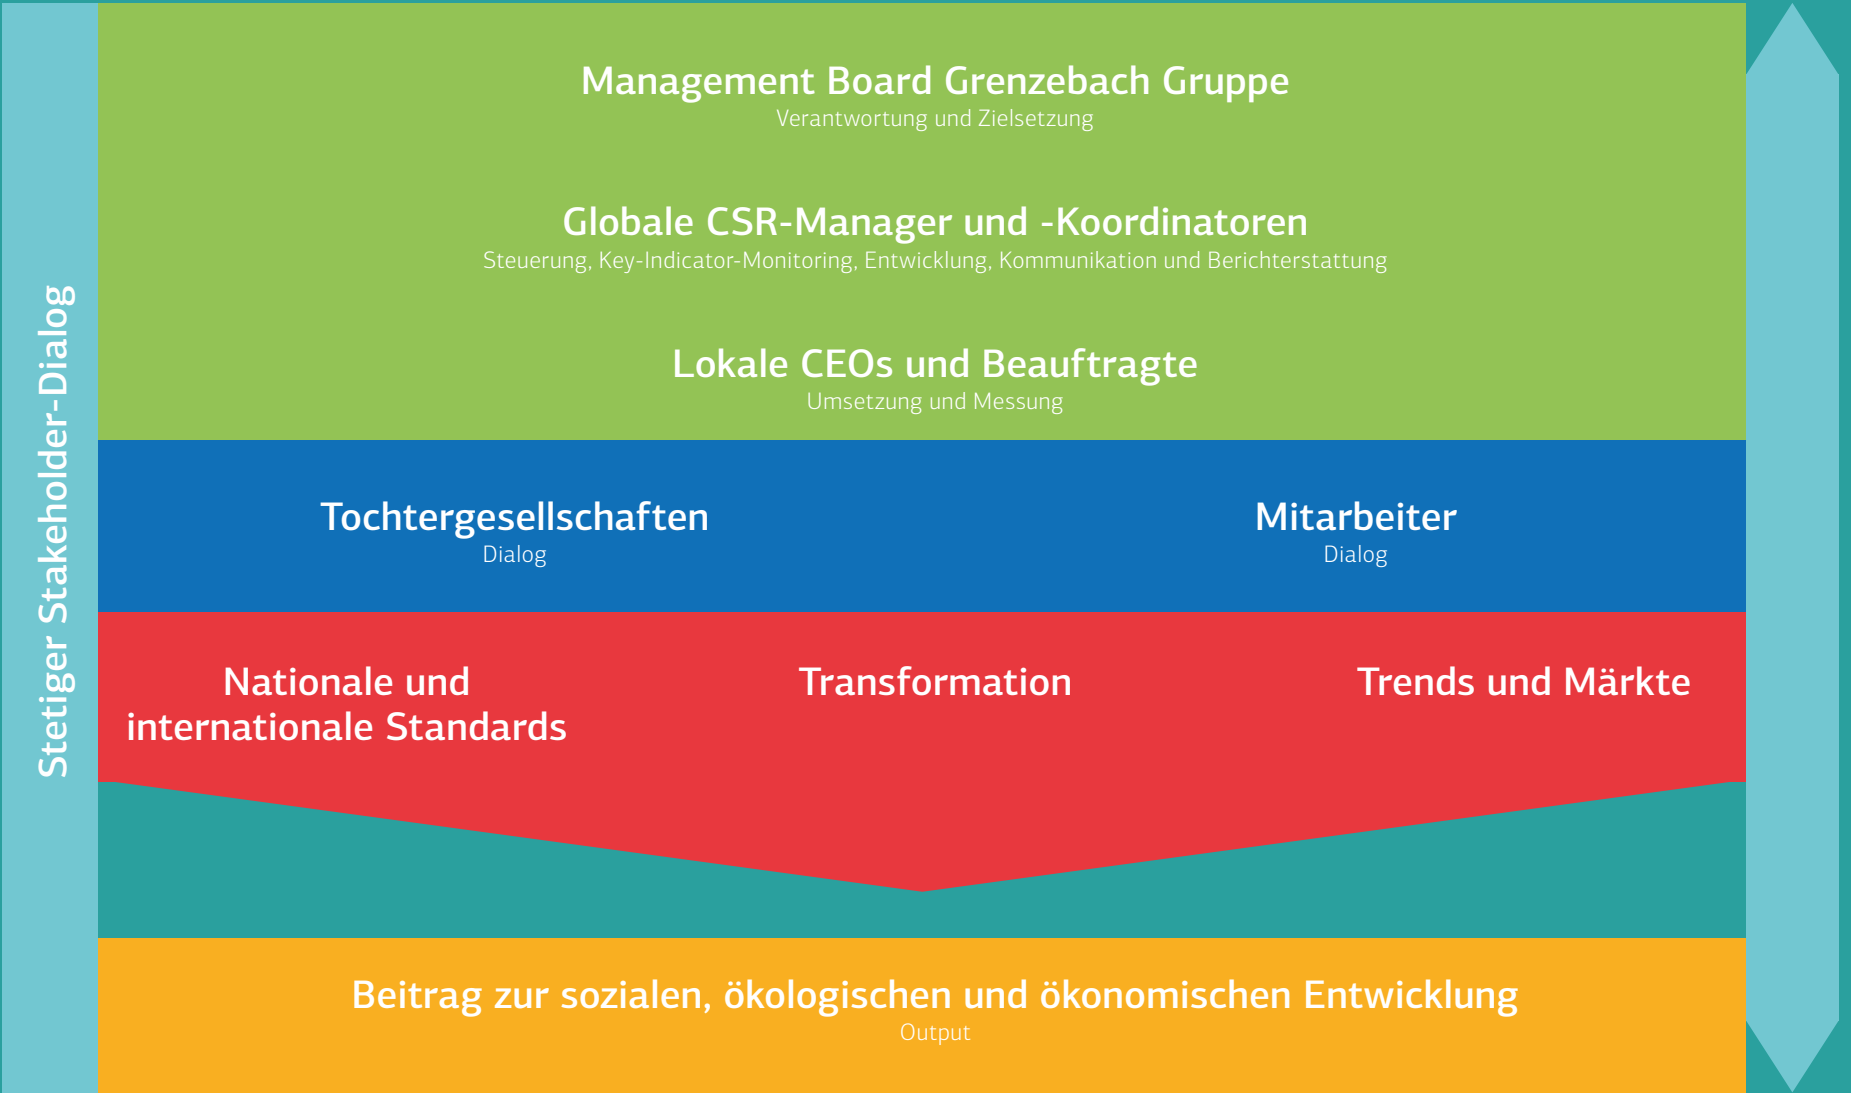 Stetiger Stakeholder-Dialog
Management Board Grenzebach Gruppe
Verantwortung und Zielsetzung
Globale CSR-Manager und -Koordinatoren
Steuerung, Key-Indicator-Monitoring, Entwicklung, Kommunikation und Berichterstattung
Lokale CEOs und Beauftragte
Umsetzung und Messung
Tochtergesellschaften
Dialog
Mitarbeiter
Dialog
Nationale und
internationale Standards
Transformation
Trends und Märkte
Beitrag zur sozialen, ökologischen und ökonomischen Entwicklung
Output